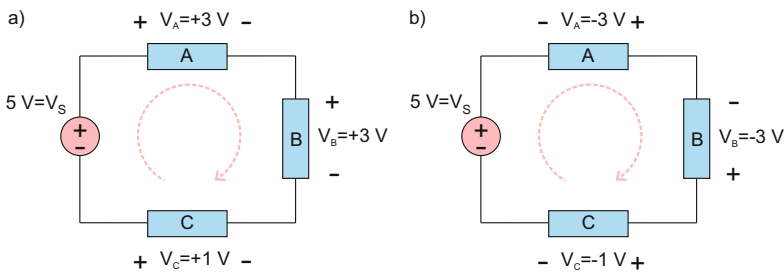 a)
+ V_A=+3 V -
A
5 V=V_S
+
-
+
B
V_B=+3 V
-
C
+ V_C=+1 V -
b)
- V_A=-3 V +
A
5 V=V_S
+
-
-
B
V_B=-3 V
+
C
- V_C=-1 V +